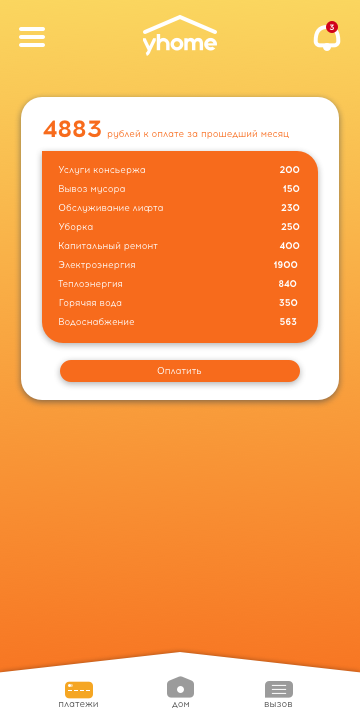 yhome
3
4883 рублей к оплате за прошедший месяц
Услуги консьержа 200
Вывоз мусора 150
Обслуживание лифта 230
Уборка 250
Капитальный ремонт 400
Электроэнергия 1900
Теплоэнергия 840
Горячяя вода 350
Водоснабжение 563
Оплатить
платежи дом вызов